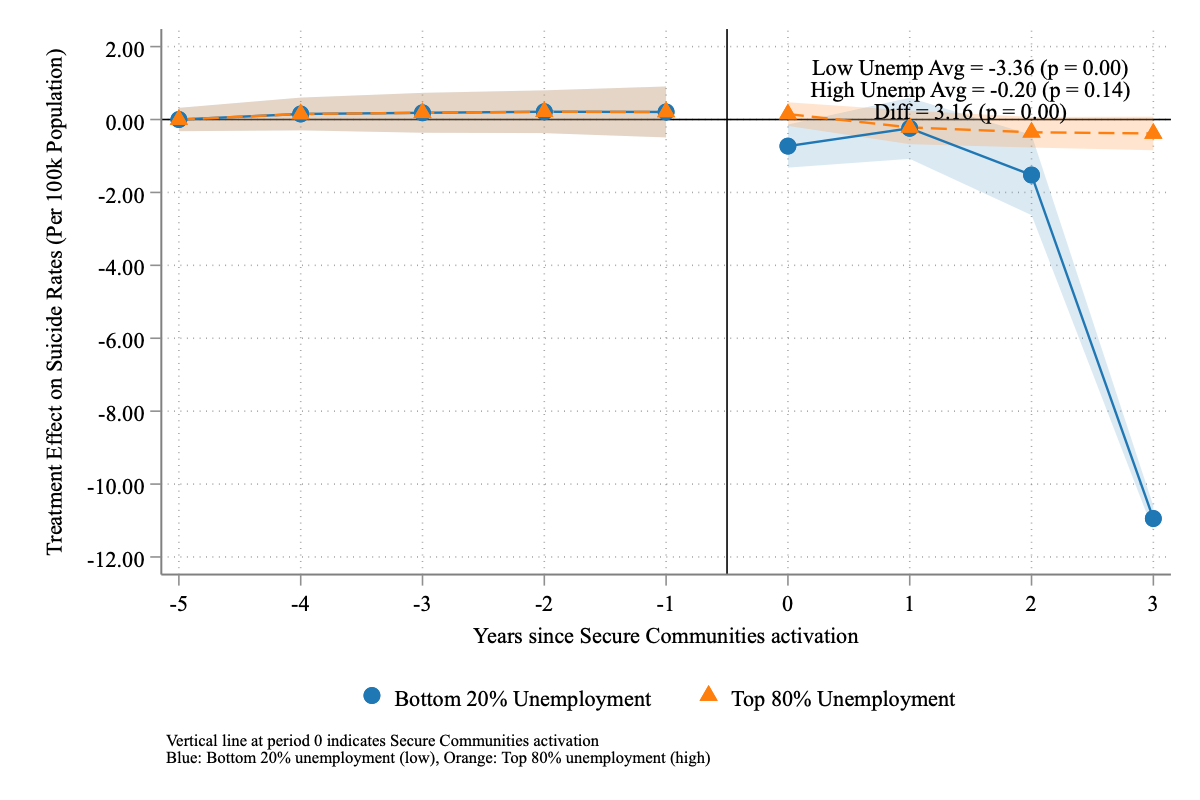 Treatment Effect on Suicide Rates (Per 100k Population)
2.00
0.00
-2.00
-4.00
-6.00
-8.00
-10.00
-12.00
Low Unemp Avg = -3.36 (p = 0.00)
High Unemp Avg = -0.20 (p = 0.14)
Diff = 3.16 (p = 0.00)
-5 -4 -3 -2 -1 0 1 2 3
Years since Secure Communities activation
Bottom 20% Unemployment Top 80% Unemployment
Vertical line at period 0 indicates Secure Communities activation
Blue: Bottom 20% unemployment (low), Orange: Top 80% unemployment (high)